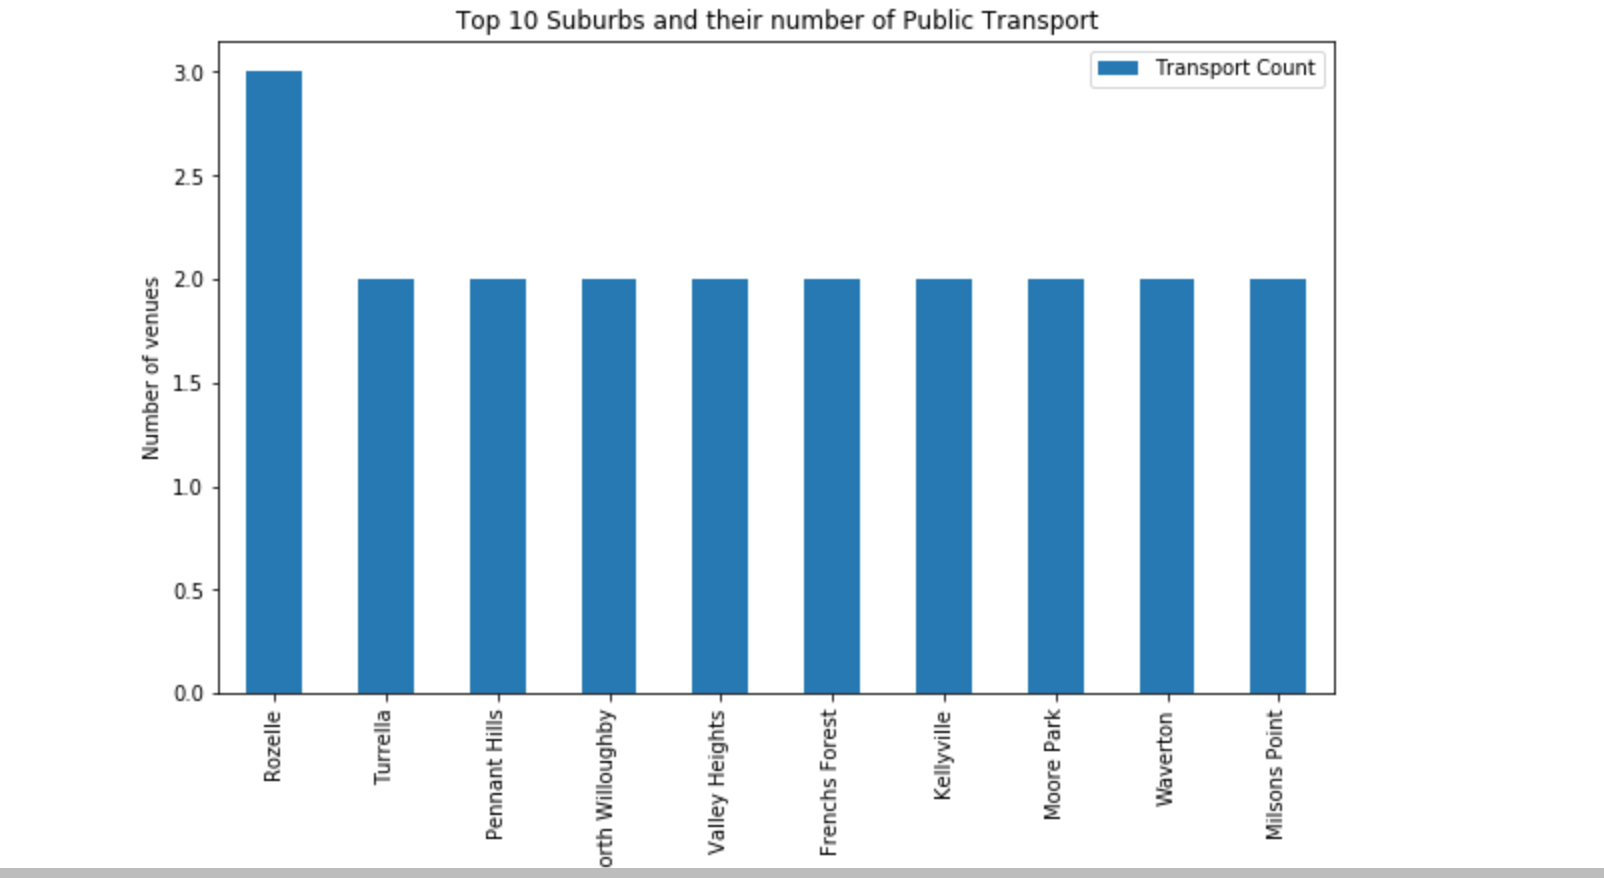 Top 10 Suburbs and their number of Public Transport
Transport Count
Number of venues
3.0
2.5
2.0
1.5
1.0
0.5
0.0
Rozelle
Turrella
Pennant Hills
orth Willoughby
Valley Heights
Frenchs Forest
Kellyville
Moore Park
Waverton
Milsons Point